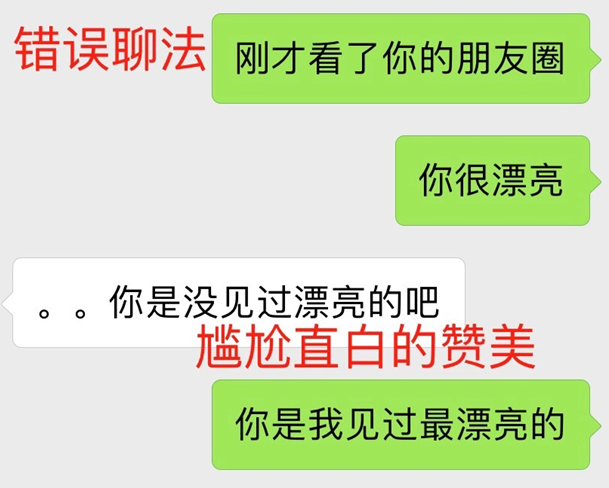 错误聊法
刚才看了你的朋友圈
你很漂亮
。。你是没见过漂亮的吧
尴尬直白的赞美
你是我见过最漂亮的